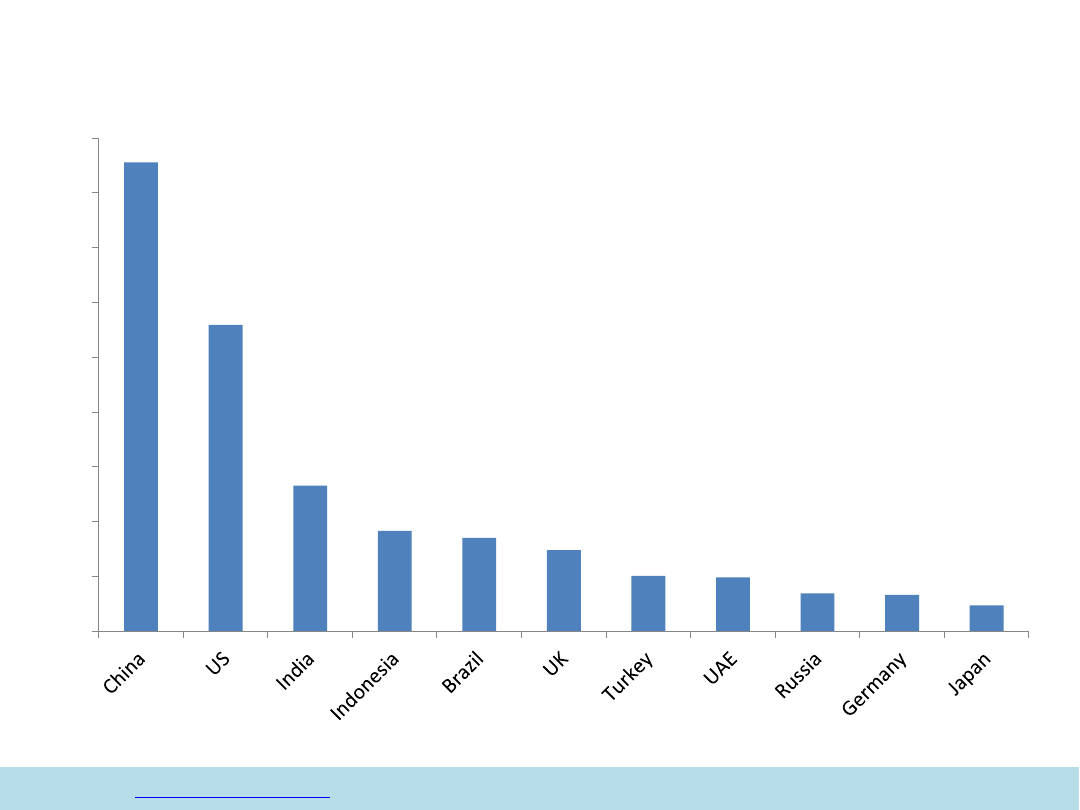 China
US
India
Indonesia
Brazil
UK
Turkey
UAE
Russia
Germany
Japan